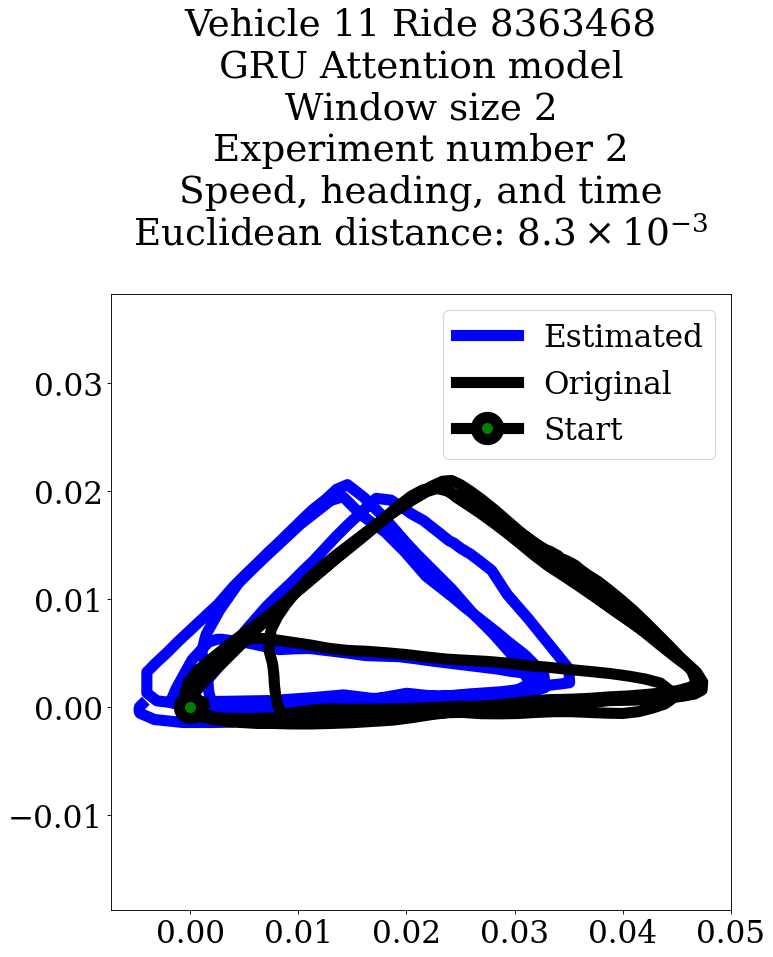 Vehicle 11 Ride 8363468
GRU Attention model
Window size 2
Experiment number 2
Speed, heading, and time
Euclidean distance: 8.3 × 10⁻³
Estimated
Original
Start
0.03
0.02
0.01
0.00
−0.01
0.00 0.01 0.02 0.03 0.04 0.05